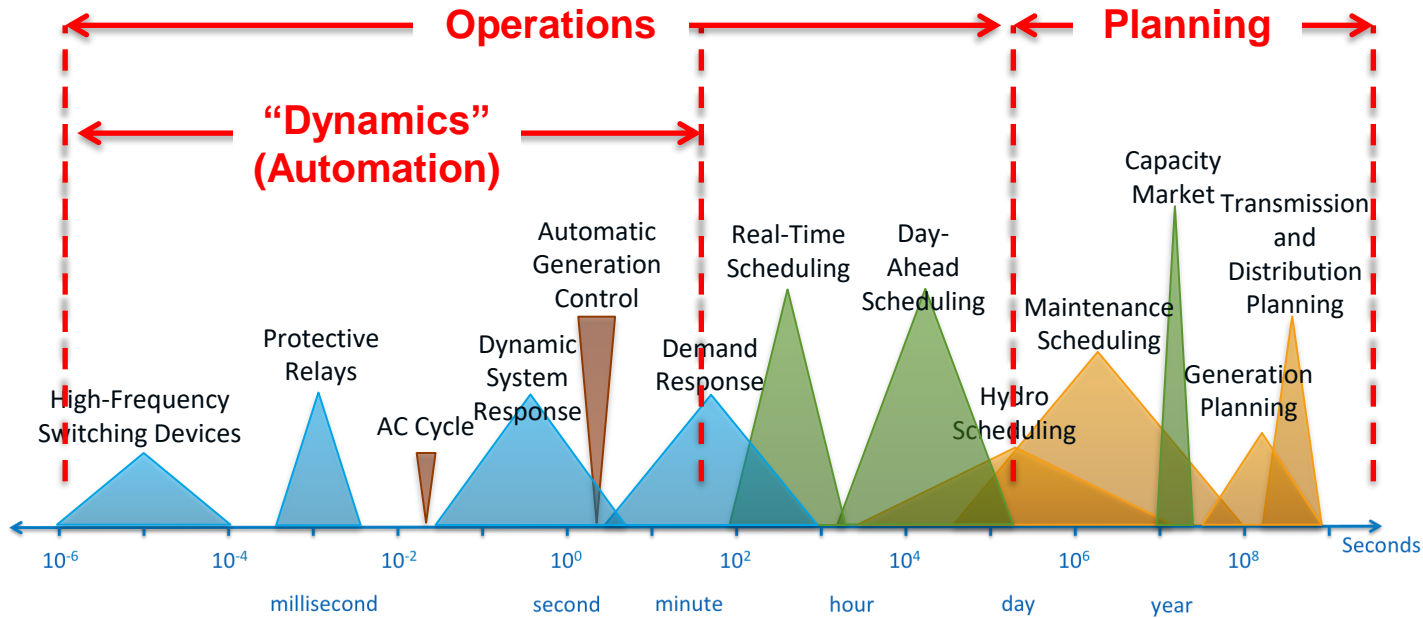 Operations
Planning
“Dynamics”
(Automation)
Capacity
Market
Transmission
and
Distribution
Planning
Automatic
Generation
Control
Real-Time
Scheduling
Day-
Ahead
Scheduling
Maintenance
Scheduling
Protective
Relays
Dynamic
System
Response
Demand
Response
Generation
Planning
High-Frequency
Switching Devices
AC Cycle
Hydro
Scheduling
10⁻⁶ 10⁻⁴ 10⁻² 10⁰ 10² 10⁴ 10⁶ 10⁸ Seconds
millisecond second minute hour day year